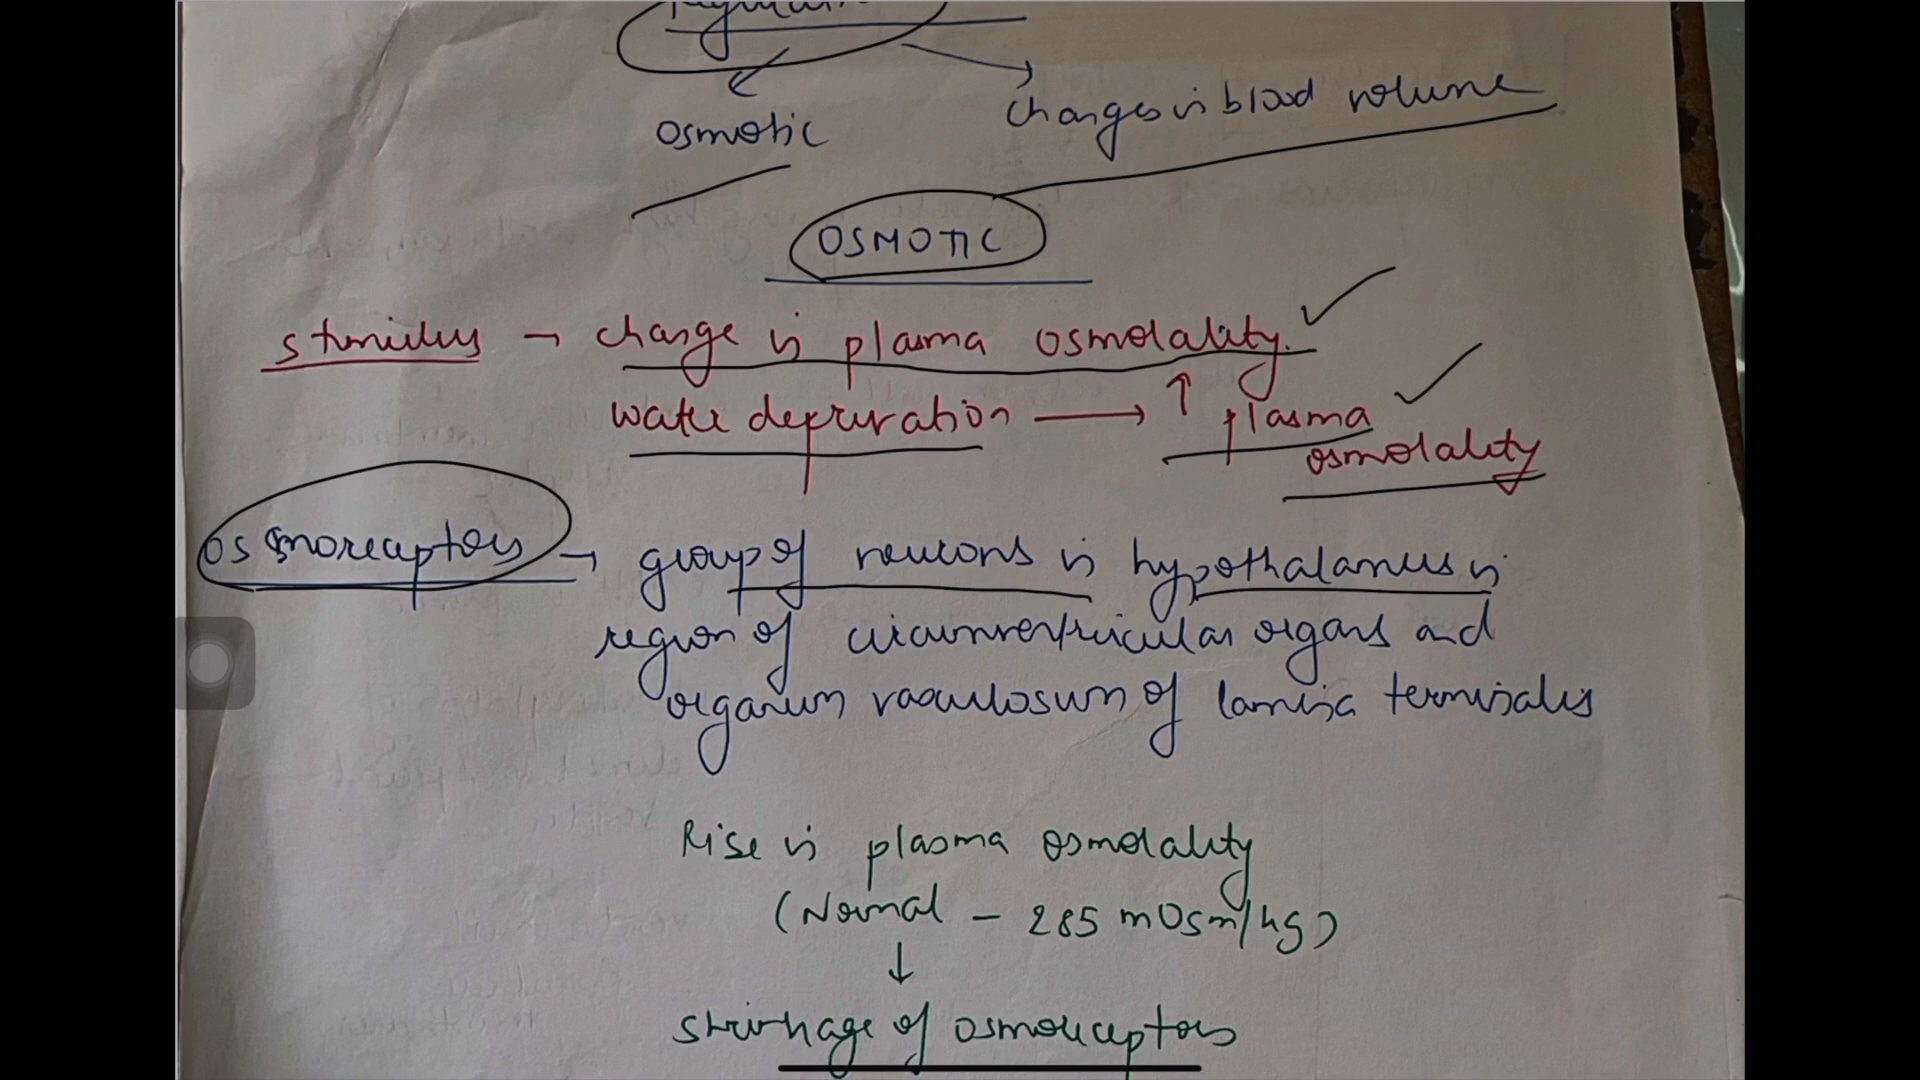 Regulation
osmotic
changes in blood volume
OSMOTIC
stimulus → change in plasma osmolality.
water deprivation → ↑ plasma
osmolality
osmoreceptors → group of neurons in hypothalamus in
region of circumventricular organs and
organum vasculosum of lamina terminalis
Rise in plasma osmolality
(Normal - 285 mOsm/kg)
↓
shrinkage of osmoreceptors